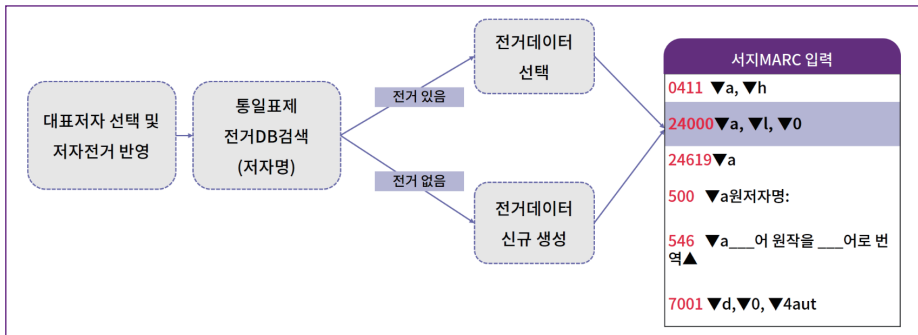 대표저자 선택 및
저자전거 반영
통일표제
전거DB검색
(저자명)
전거 있음
전거 없음
전거데이터
선택
전거데이터
신규 생성
서지MARC 입력
0411 ▼a, ▼h
24000▼a, ▼l, ▼0
24619▼a
500 ▼a원저자명:
546 ▼a___어 원작을 ___어로 번
역▲
7001 ▼d,▼0, ▼4aut